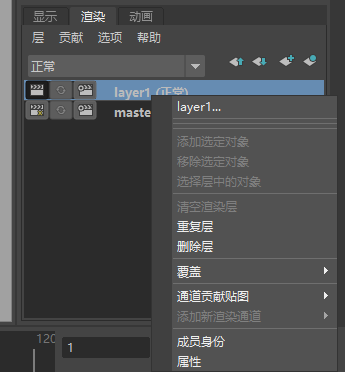 显示 渲染 动画
层 贡献 选项 帮助
正常
layer1 (正常)
maste
layer1...
添加选定对象
移除选定对象
选择层中的对象
清空渲染层
重复层
删除层
覆盖
通道贡献贴图
添加新渲染通道
成员身份
属性
120
1